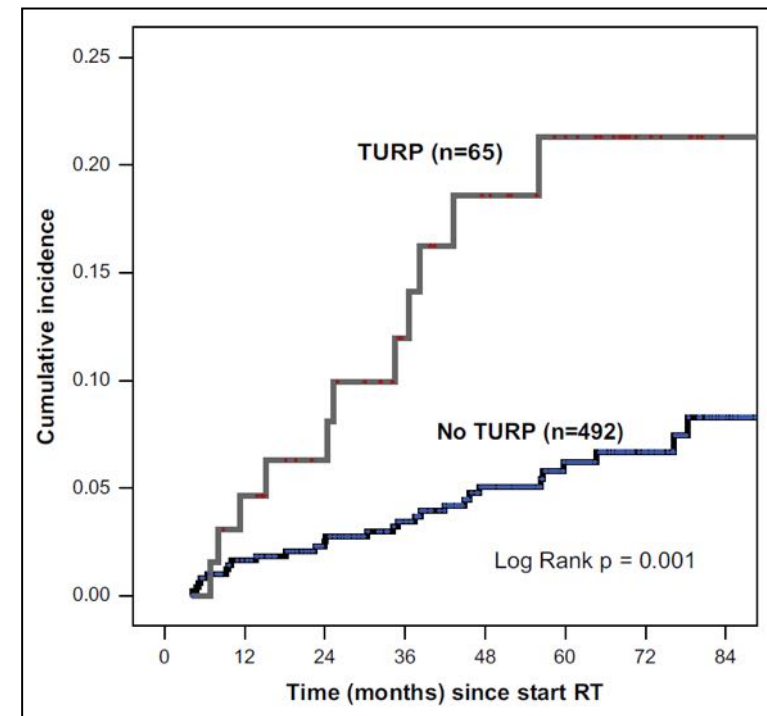 0.25
0.20
0.15
0.10
0.05
0.00
Cumulative incidence
TURP (n=65)
No TURP (n=492)
Log Rank p = 0.001
0 12 24 36 48 60 72 84
Time (months) since start RT